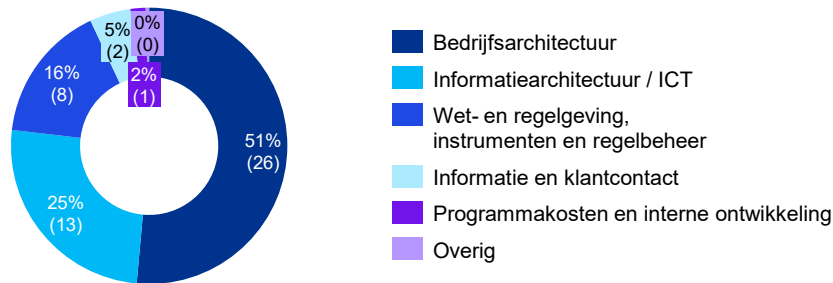 0%
(0)
5%
(2)
2%
(1)
16%
(8)
51%
(26)
25%
(13)
Bedrijfsarchitectuur
Informatiearchitectuur / ICT
Wet- en regelgeving,
instrumenten en regelbeheer
Informatie en klantcontact
Programmakosten en interne ontwikkeling
Overig